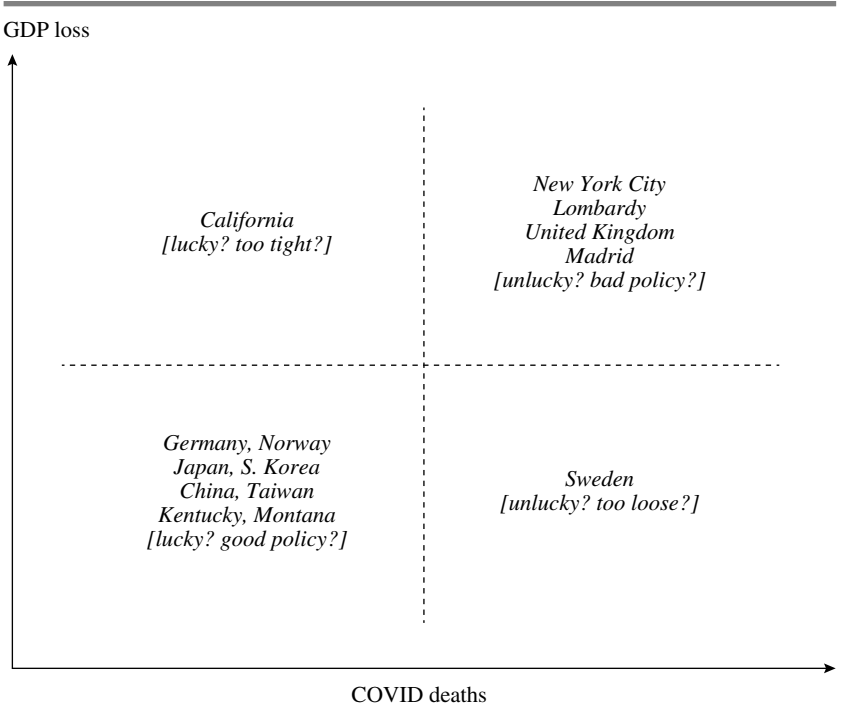 GDP loss
California
[lucky? too tight?]
New York City
Lombardy
United Kingdom
Madrid
[unlucky? bad policy?]
Germany, Norway
Japan, S. Korea
China, Taiwan
Kentucky, Montana
[lucky? good policy?]
Sweden
[unlucky? too loose?]
COVID deaths